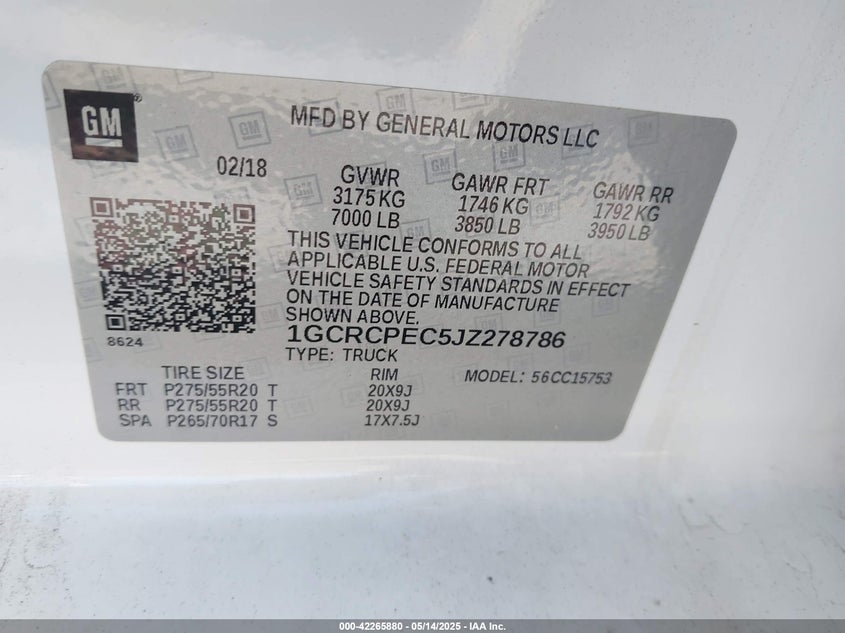 GM
MFD BY GENERAL MOTORS LLC
02/18
GVWR GAWR FRT GAWR RR
3175 KG 1746 KG 1792 KG
7000 LB 3850 LB 3950 LB
THIS VEHICLE CONFORMS TO ALL
APPLICABLE U.S. FEDERAL MOTOR
VEHICLE SAFETY STANDARDS IN EFFECT
ON THE DATE OF MANUFACTURE
SHOWN ABOVE.
8624
1GCRCPEC5JZ278786
TYPE: TRUCK
TIRE SIZE RIM MODEL: 56CC15753
FRT P275/55R20 T 20X9J
RR P275/55R20 T 20X9J
SPA P265/70R17 S 17X7.5J
000-42265880 - 05/14/2025 - IAA Inc.